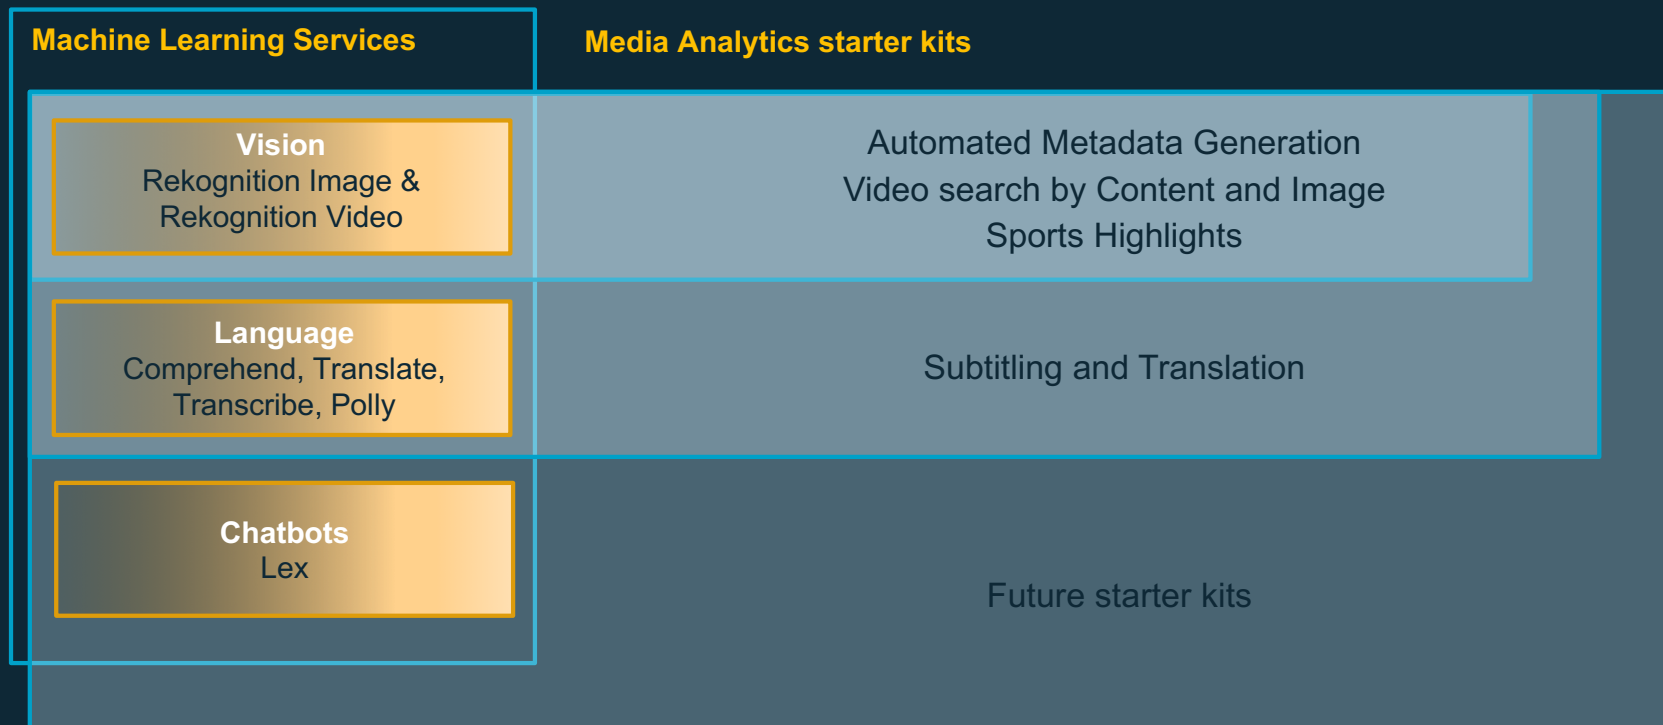 Machine Learning Services
Media Analytics starter kits
Vision
Rekognition Image &
Rekognition Video
Automated Metadata Generation
Video search by Content and Image
Sports Highlights
Language
Comprehend, Translate,
Transcribe, Polly
Subtitling and Translation
Chatbots
Lex
Future starter kits